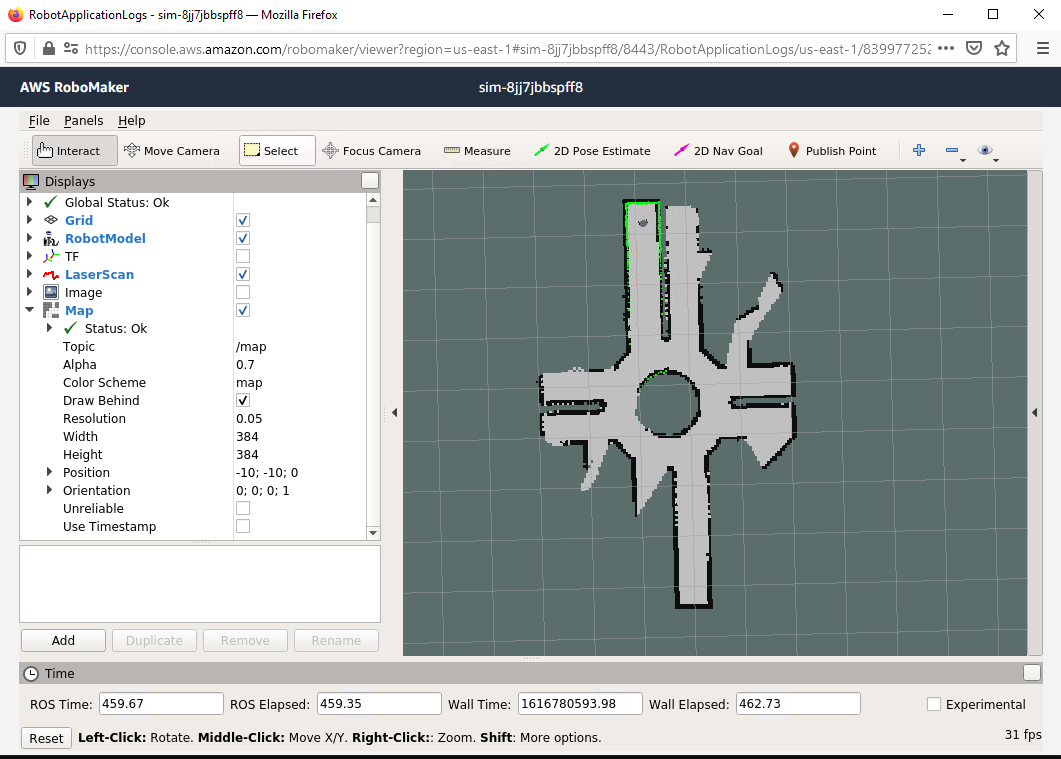 RobotApplicationLogs - sim-8jj7jbbspff8 — Mozilla Firefox
https://console.aws.amazon.com/robomaker/viewer?region=us-east-1#sim-8jj7jbbspff8/8443/RobotApplicationLogs/us-east-1/839977252
AWS RoboMaker sim-8jj7jbbspff8
File Panels Help
Interact Move Camera Select Focus Camera Measure 2D Pose Estimate 2D Nav Goal Publish Point
Displays
Global Status: Ok
Grid
RobotModel
TF
LaserScan
Image
Map
Status: Ok
Topic /map
Alpha 0.7
Color Scheme map
Draw Behind
Resolution 0.05
Width 384
Height 384
Position -10; -10; 0
Orientation 0; 0; 0; 1
Unreliable
Use Timestamp
Add Duplicate Remove Rename
Time
ROS Time: 459.67 ROS Elapsed: 459.35 Wall Time: 1616780593.98 Wall Elapsed: 462.73 Experimental
Reset Left-Click: Rotate. Middle-Click: Move X/Y. Right-Click:: Zoom. Shift: More options. 31 fps